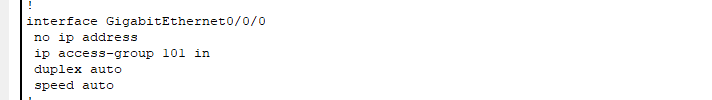 !
interface GigabitEthernet0/0/0
no ip address
ip access-group 101 in
duplex auto
speed auto
!